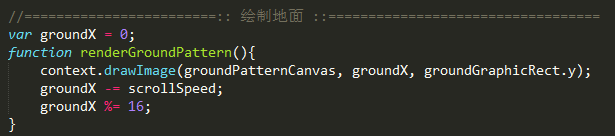 //========================:: 绘制地面 ::==================================
var groundX = 0;
function renderGroundPattern(){
    context.drawImage(groundPatternCanvas, groundX, groundGraphicRect.y);
    groundX -= scrollSpeed;
    groundX %= 16;
}